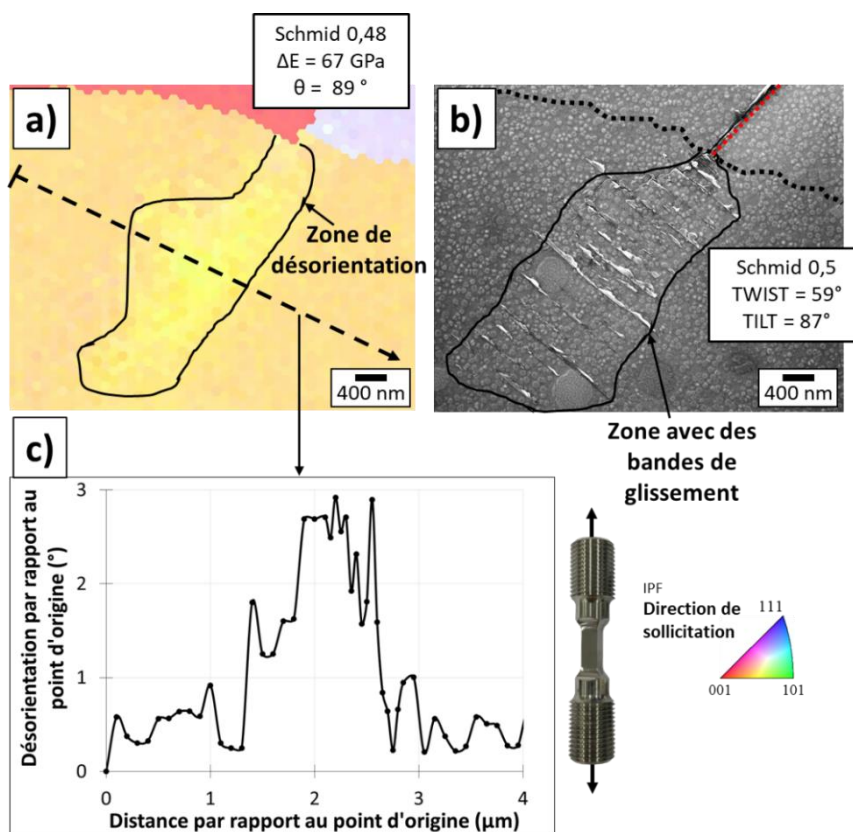 Schmid 0,48
ΔE = 67 GPa
θ = 89 °
a)
Zone de
désorientation
400 nm
b)
Schmid 0,5
TWIST = 59°
TILT = 87°
400 nm
Zone avec des
bandes de
glissement
c)
Désorientation par rapport au
point d'origine (°)
3
2
1
0
0
1
2
3
4
Distance par rapport au point d'origine (µm)
IPF
Direction de
sollicitation
111
001
101